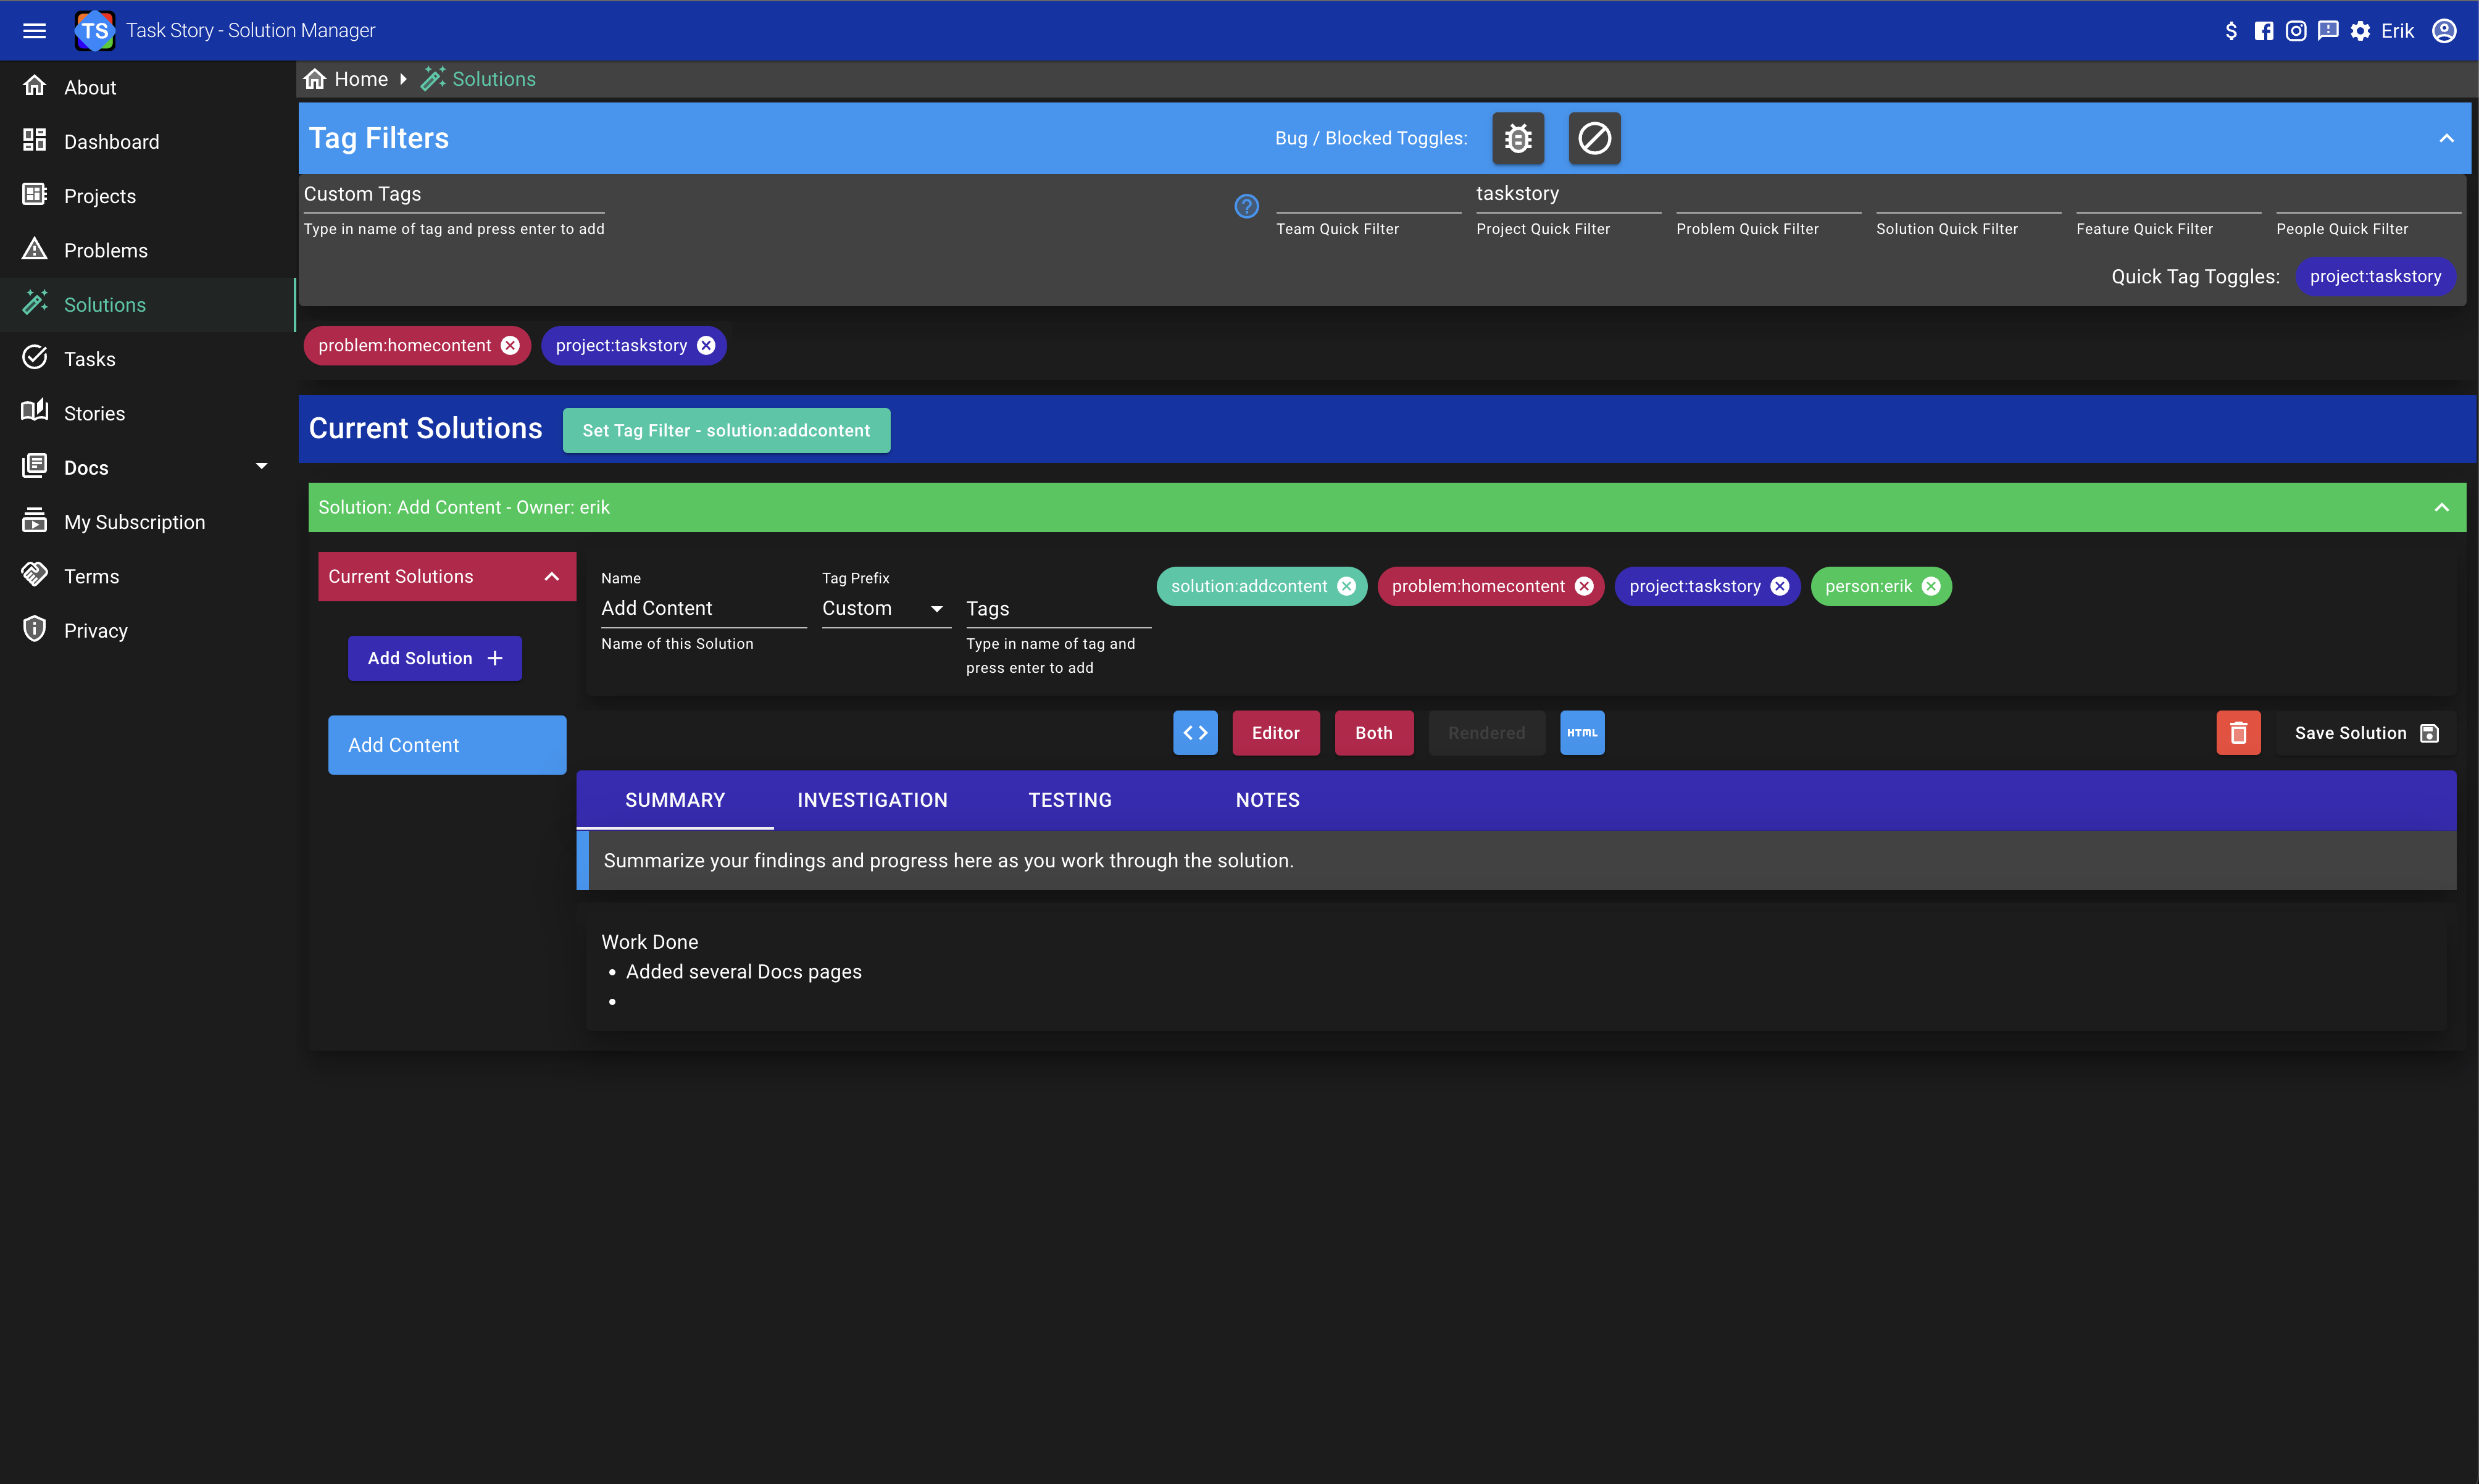 TS Task Story - Solution Manager
Erik
About
Dashboard
Projects
Problems
Solutions
Tasks
Stories
Docs
My Subscription
Terms
Privacy
Home Solutions
Tag Filters
Bug / Blocked Toggles:
Custom Tags
Type in name of tag and press enter to add
Team Quick Filter
taskstory
Project Quick Filter
Problem Quick Filter
Solution Quick Filter
Feature Quick Filter
People Quick Filter
Quick Tag Toggles: project:taskstory
problem:homecontent project:taskstory
Current Solutions
Set Tag Filter - solution:addcontent
Solution: Add Content - Owner: erik
Current Solutions
Add Solution
Add Content
Name
Add Content
Name of this Solution
Tag Prefix
Custom
Tags
Type in name of tag and
press enter to add
solution:addcontent problem:homecontent project:taskstory person:erik
Editor Both Rendered HTML
Save Solution
SUMMARY INVESTIGATION TESTING NOTES
Summarize your findings and progress here as you work through the solution.
Work Done
• Added several Docs pages
•